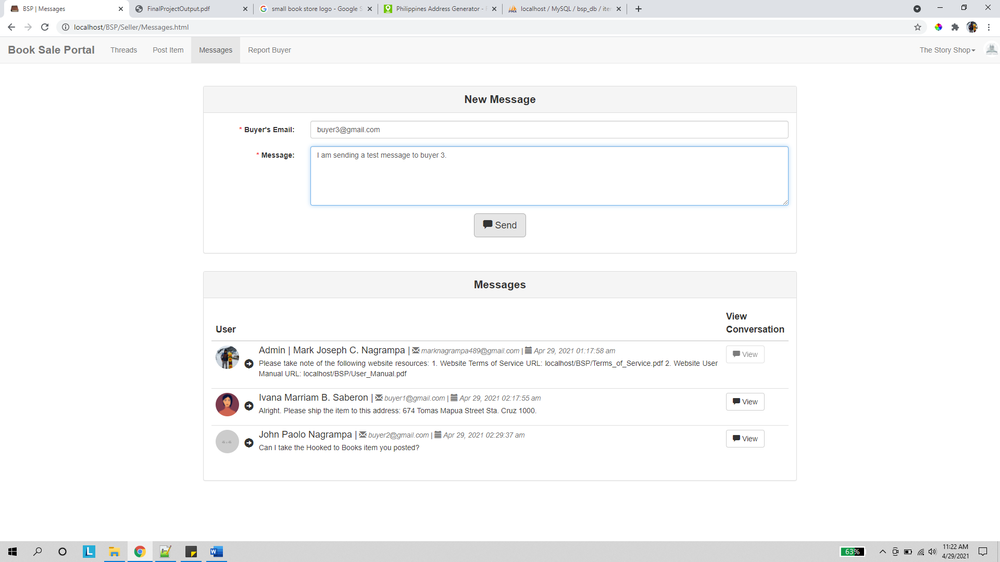 BSP | Messages
FinalProjectOutput.pdf
small book store logo - Google S
Philippines Address Generator - F
localhost / MySQL / bsp_db / ite
localhost/BSP/Seller/Messages.html
Book Sale Portal
Threads
Post Item
Messages
Report Buyer
The Story Shop
New Message
* Buyer's Email:
buyer3@gmail.com
* Message:
I am sending a test message to buyer 3.
Send
Messages
User
View
Conversation
Admin | Mark Joseph C. Nagrampa | marknagrampa489@gmail.com | Apr 29, 2021 01:17:58 am
Please take note of the following website resources: 1. Website Terms of Service URL: localhost/BSP/Terms_of_Service.pdf 2. Website User
Manual URL: localhost/BSP/User_Manual.pdf
View
Ivana Marriam B. Saberon | buyer1@gmail.com | Apr 29, 2021 02:17:55 am
Alright. Please ship the item to this address: 674 Tomas Mapua Street Sta. Cruz 1000.
View
John Paolo Nagrampa | buyer2@gmail.com | Apr 29, 2021 02:29:37 am
Can I take the Hooked to Books item you posted?
View
63%
11:22 AM
4/29/2021